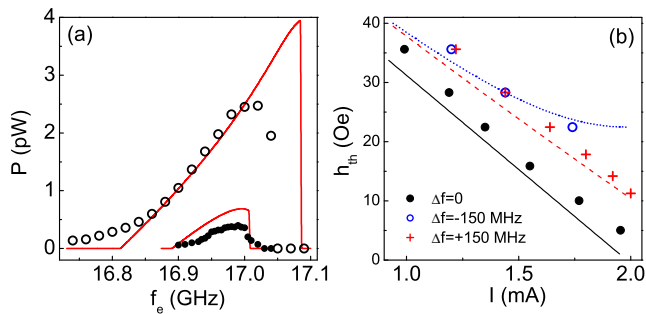 (a)
4
3
2
1
0
P (pW)
16.8
16.9
17.0
17.1
f_e (GHz)
(b)
40
30
20
10
0
h_th (Oe)
Δf=0
Δf=-150 MHz
Δf=+150 MHz
1.0
1.5
2.0
I (mA)